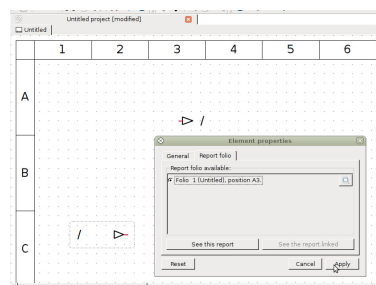 Untitled project [modified]
Untitled
1 2 3 4 5 6
A
/
Element properties
General Report folio
Report folio available:
Folio 1 (Untitled), position A3.
B
/
C
See this report See the report linked
Reset Cancel Apply